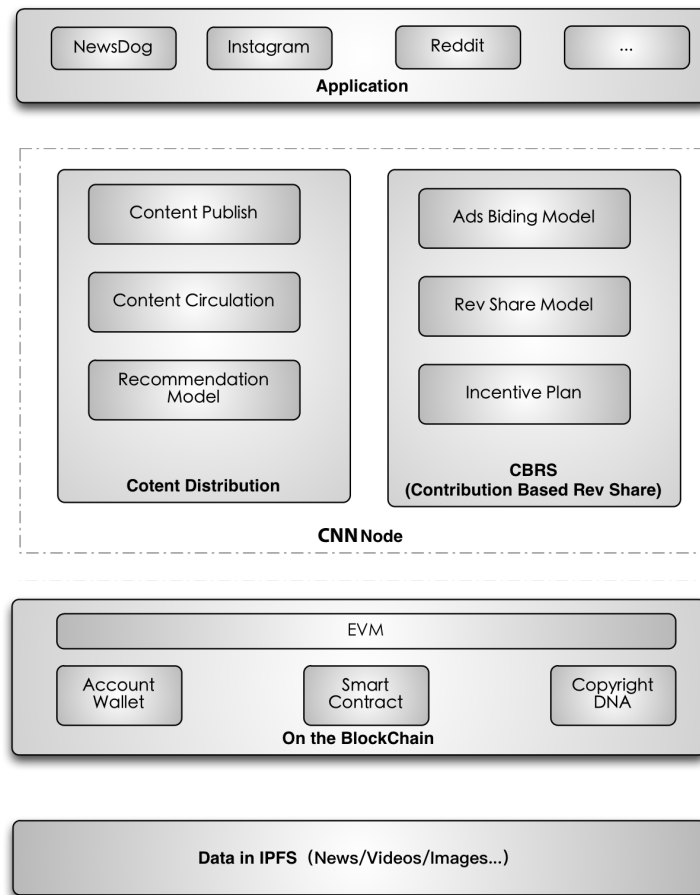 NewsDog
Instagram
Reddit
...
Application
Content Publish
Content Circulation
Recommendation
Model
Cotent Distribution
Ads Biding Model
Rev Share Model
Incentive Plan
CBRS
(Contribution Based Rev Share)
CNN Node
EVM
Account
Wallet
Smart
Contract
Copyright
DNA
On the BlockChain
Data in IPFS（News/Videos/Images...）